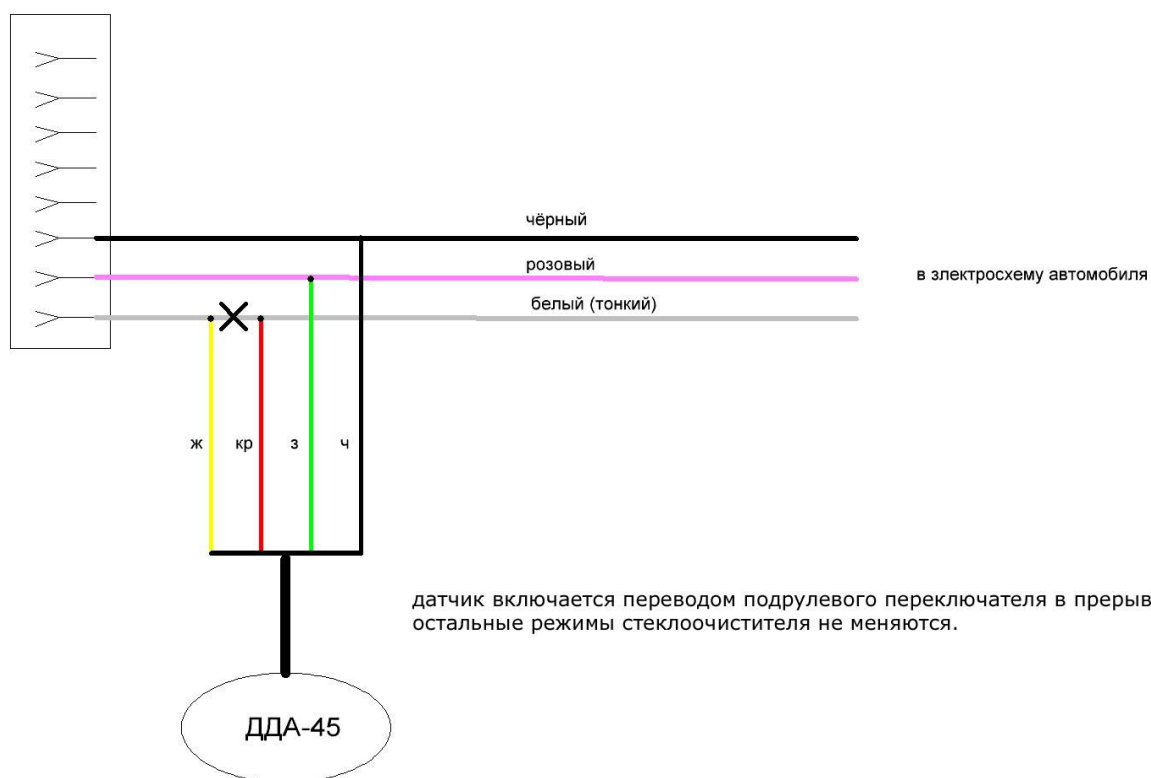 чёрный
розовый
в злектросхему автомобиля
белый (тонкий)
ж кр з ч
датчик включается переводом подрулевого переключателя в прерыв
остальные режимы стеклоочистителя не меняются.
ДДА-45